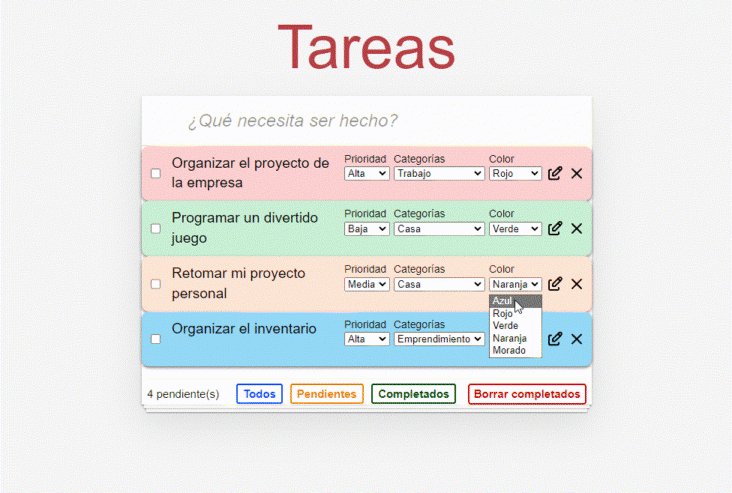 Tareas
¿Qué necesita ser hecho?
Prioridad Categorías Color
Organizar el proyecto de
la empresa
Alta Trabajo Rojo
Prioridad Categorías Color
Programar un divertido
juego
Baja Casa Verde
Prioridad Categorías Color
Retomar mi proyecto
personal
Media Casa Naranja
Azul
Rojo
Verde
Naranja
Morado
Prioridad Categorías
Organizar el inventario
Alta Emprendimiento
4 pendiente(s) Todos Pendientes Completados Borrar completados